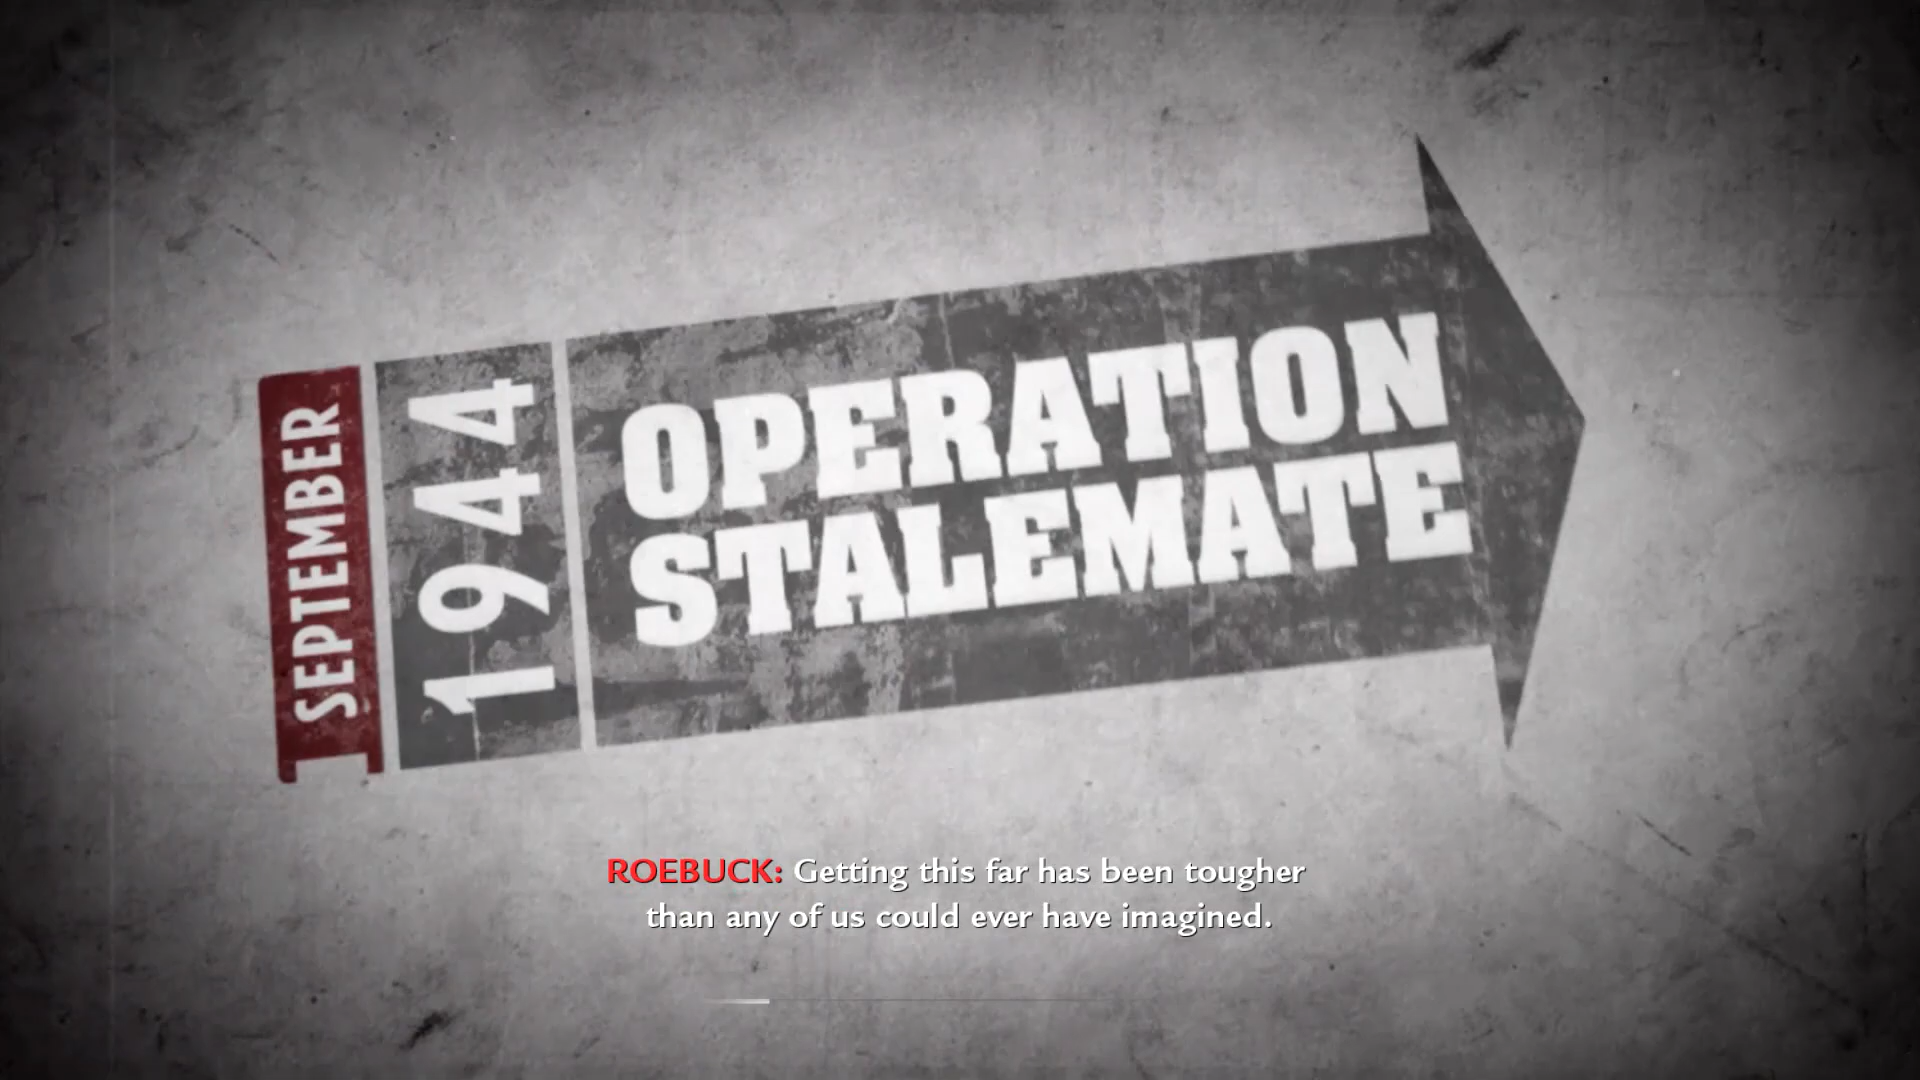 SEPTEMBER
1944
OPERATION
STALEMATE
ROEBUCK: Getting this far has been tougher
than any of us could ever have imagined.